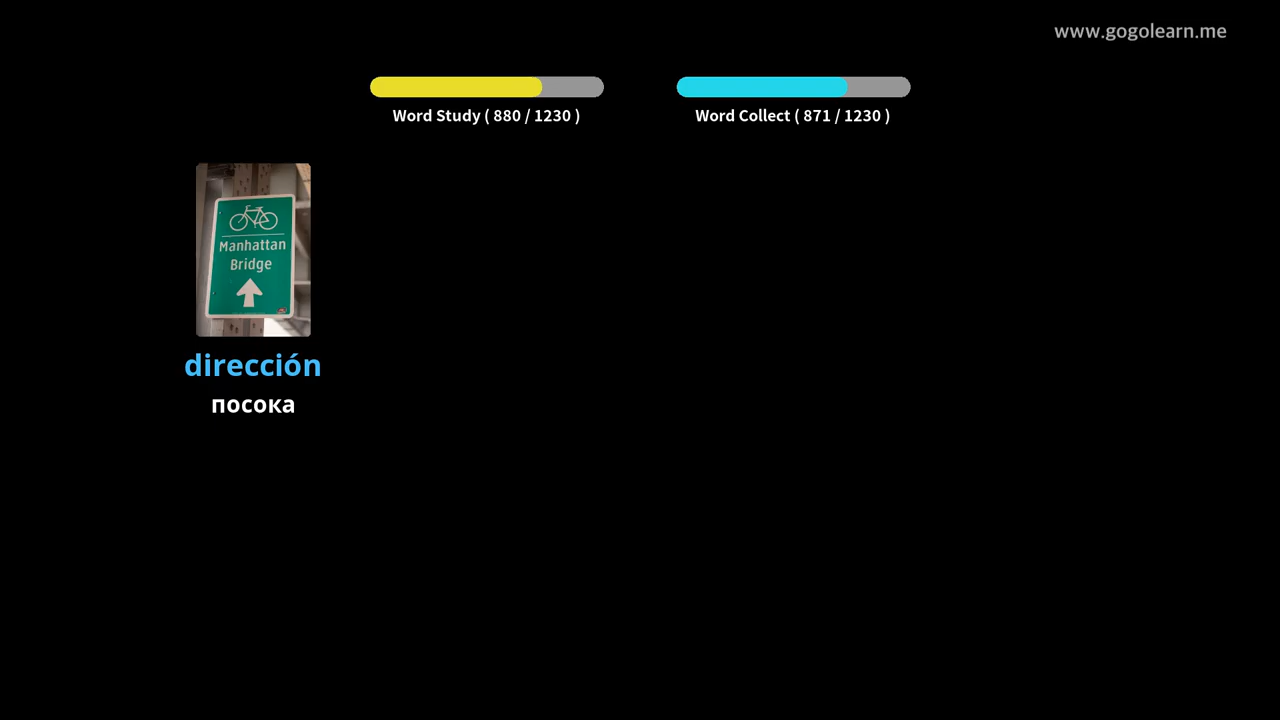 www.gogolearn.me
Word Study ( 880 / 1230 )
Word Collect ( 871 / 1230 )
Manhattan
Bridge
dirección
посока